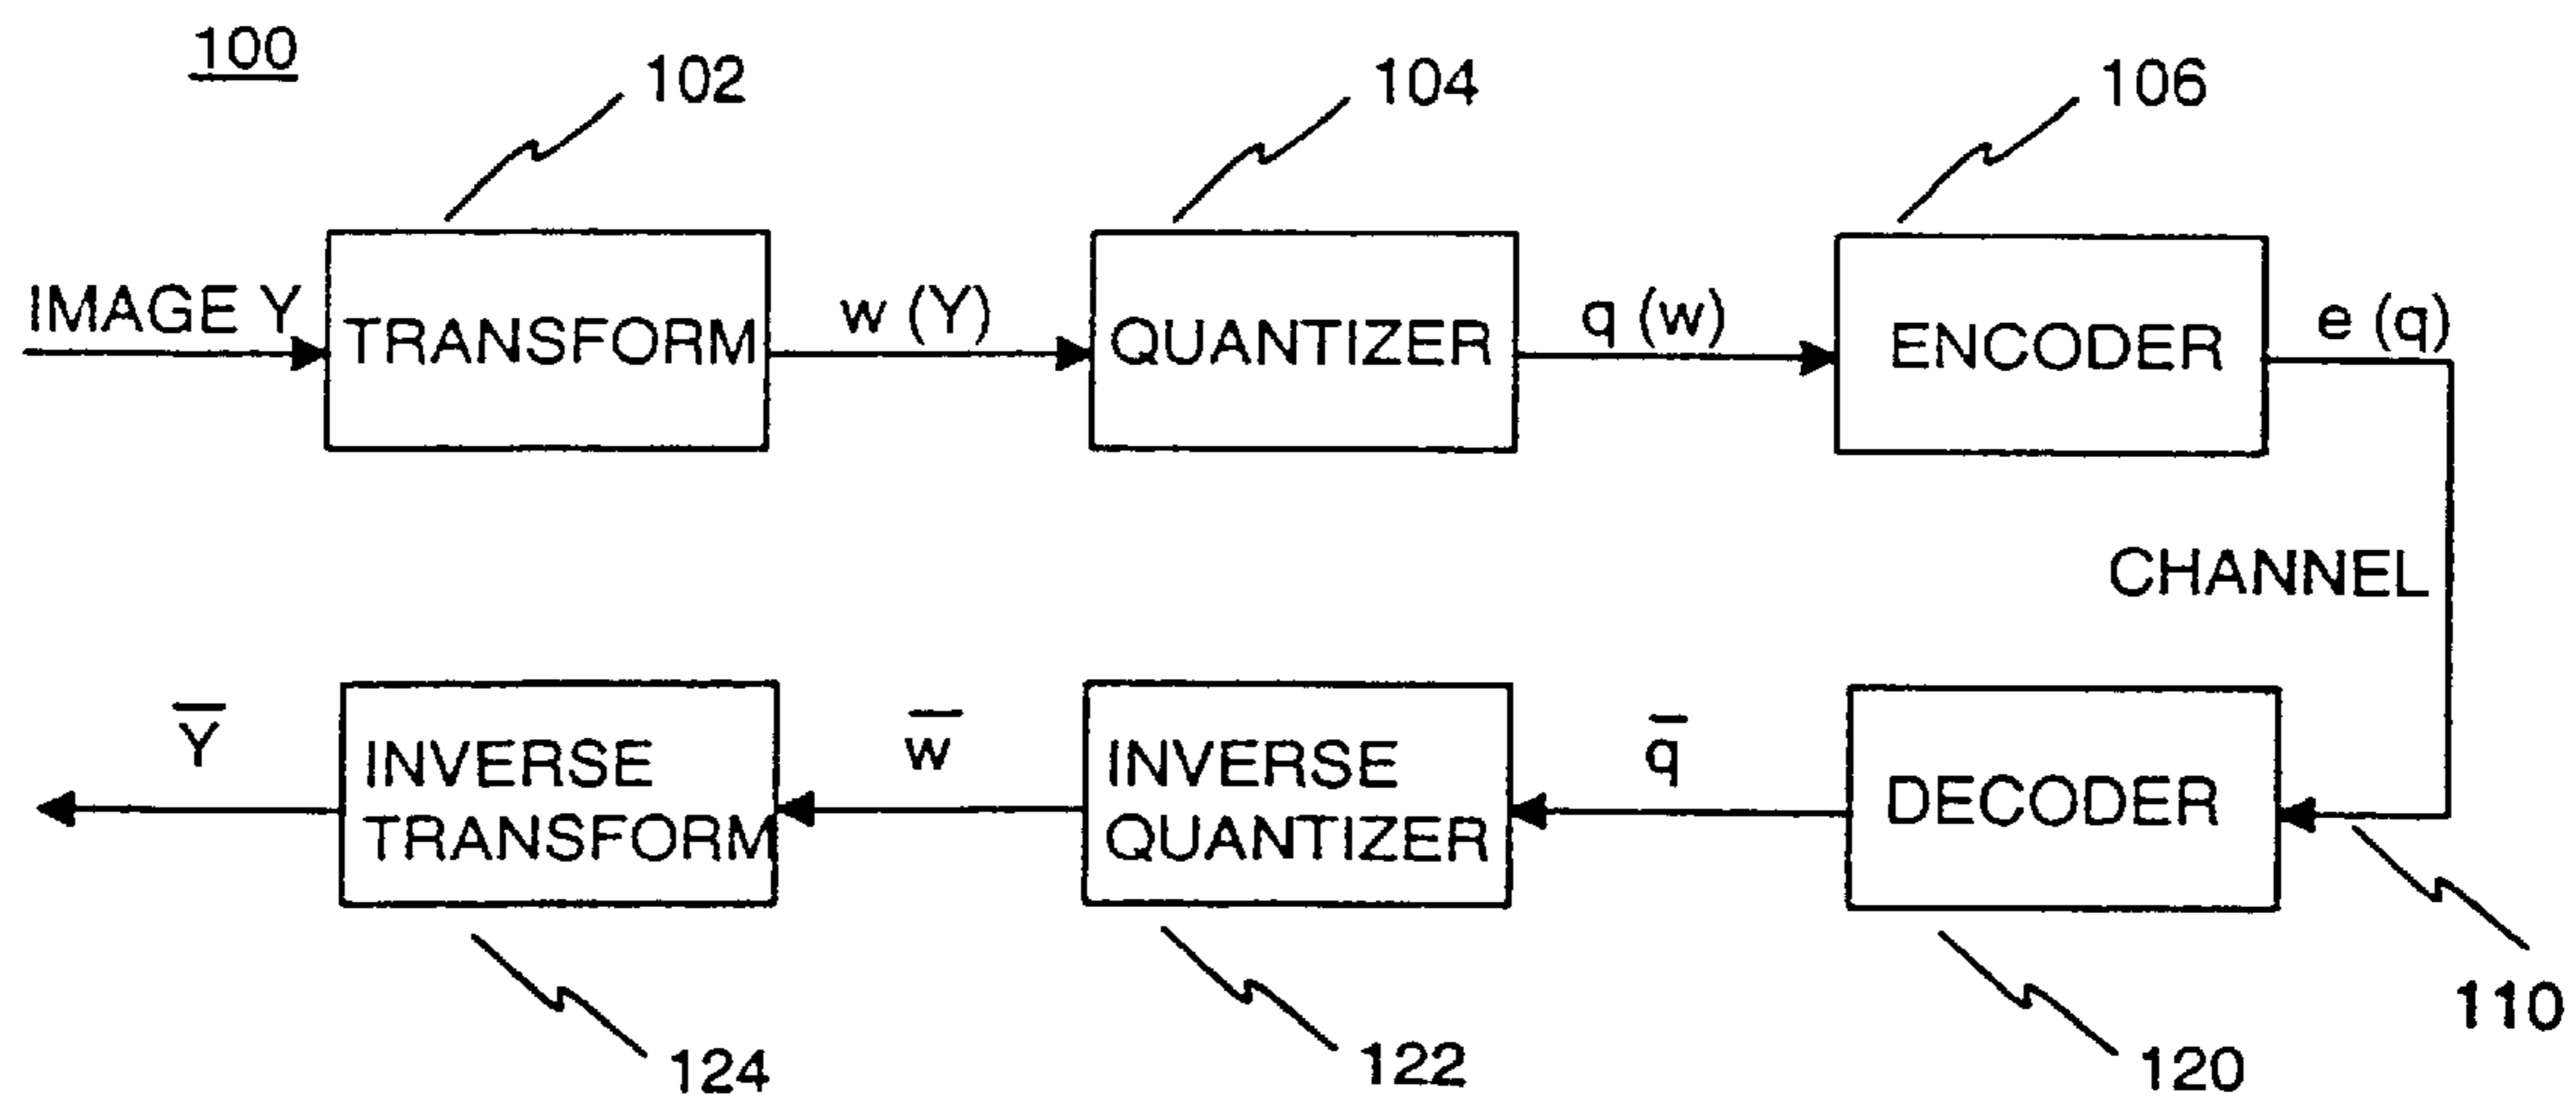 100
102
104
106
IMAGE Y
TRANSFORM
w (Y)
QUANTIZER
q (w)
ENCODER
e (q)
CHANNEL
Y̅
INVERSE
TRANSFORM
w̅
INVERSE
QUANTIZER
q̅
DECODER
110
124
122
120